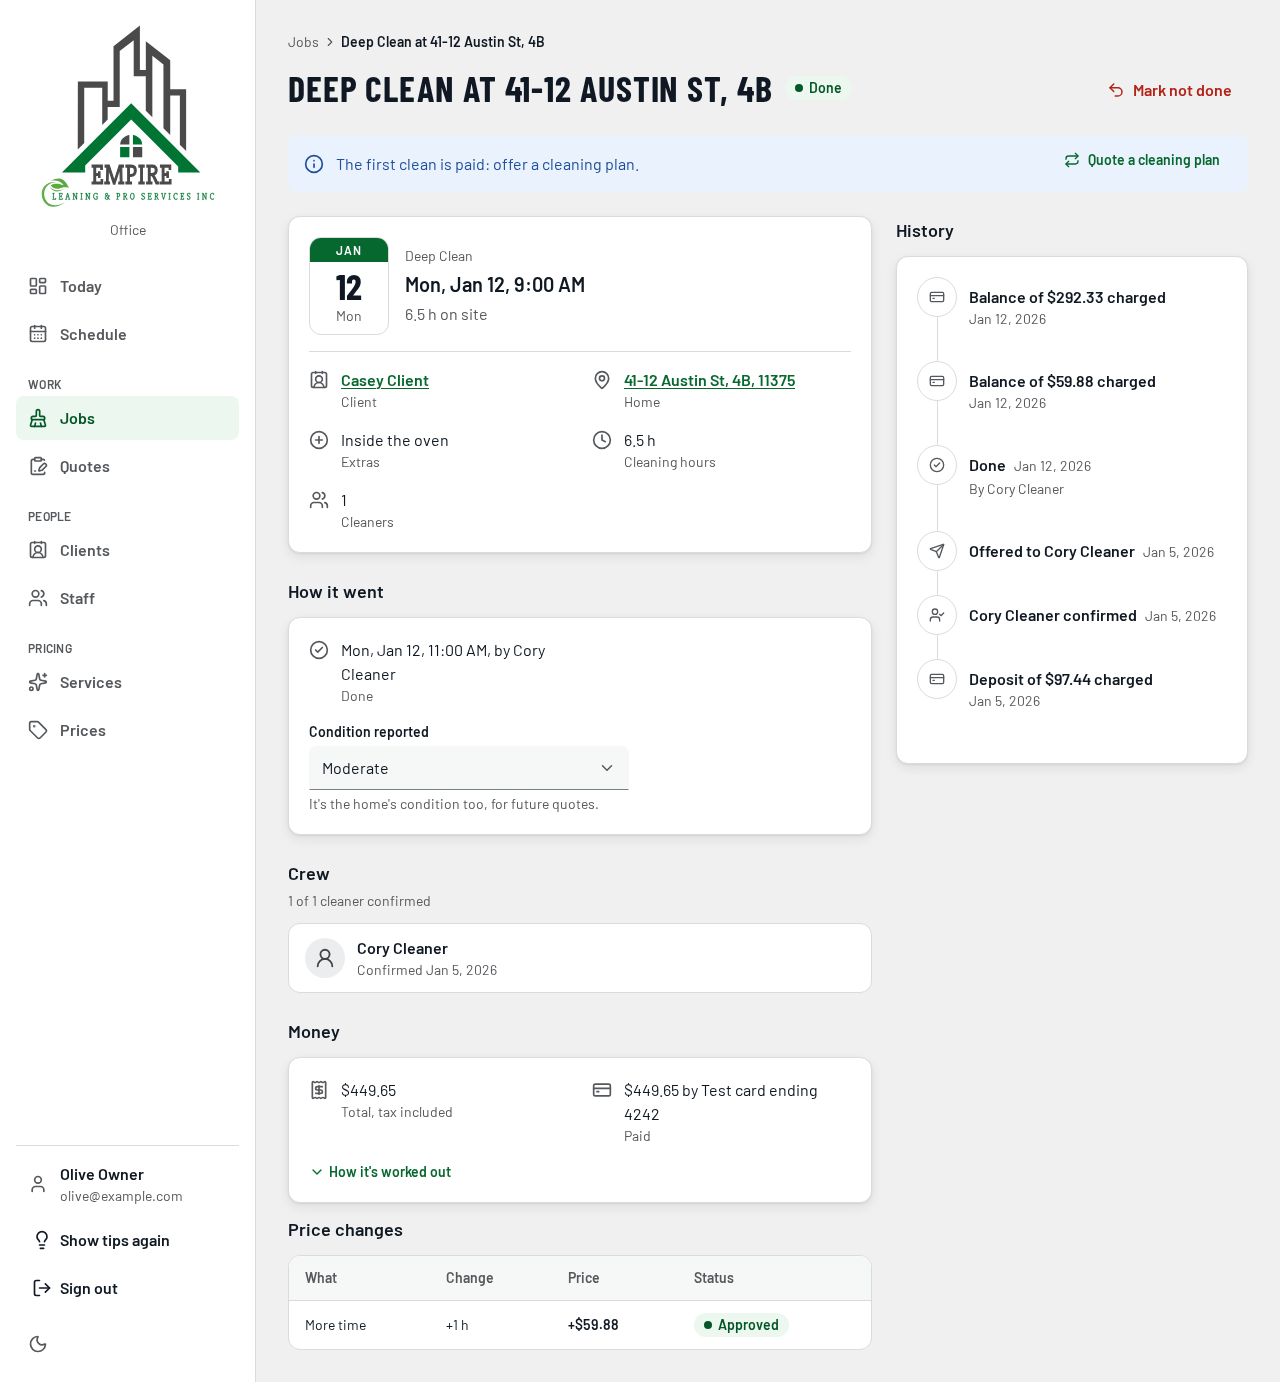 EMPIRE
LEANING & PRO SERVICES INC
Office
Today
Schedule
WORK
Jobs
Quotes
PEOPLE
Clients
Staff
PRICING
Services
Prices
Olive Owner
olive@example.com
Show tips again
Sign out
Jobs > Deep Clean at 41-12 Austin St, 4B
DEEP CLEAN AT 41-12 AUSTIN ST, 4B
Done
Mark not done
The first clean is paid: offer a cleaning plan.
Quote a cleaning plan
JAN
12
Mon
Deep Clean
Mon, Jan 12, 9:00 AM
6.5 h on site
Casey Client
Client
41-12 Austin St, 4B, 11375
Home
Inside the oven
Extras
6.5 h
Cleaning hours
1
Cleaners
How it went
Mon, Jan 12, 11:00 AM, by Cory
Cleaner
Done
Condition reported
Moderate
It's the home's condition too, for future quotes.
Crew
1 of 1 cleaner confirmed
Cory Cleaner
Confirmed Jan 5, 2026
Money
$449.65
Total, tax included
$449.65 by Test card ending
4242
Paid
How it's worked out
Price changes
What Change Price Status
More time +1 h +$59.88 Approved
History
Balance of $292.33 charged
Jan 12, 2026
Balance of $59.88 charged
Jan 12, 2026
Done Jan 12, 2026
By Cory Cleaner
Offered to Cory Cleaner Jan 5, 2026
Cory Cleaner confirmed Jan 5, 2026
Deposit of $97.44 charged
Jan 5, 2026